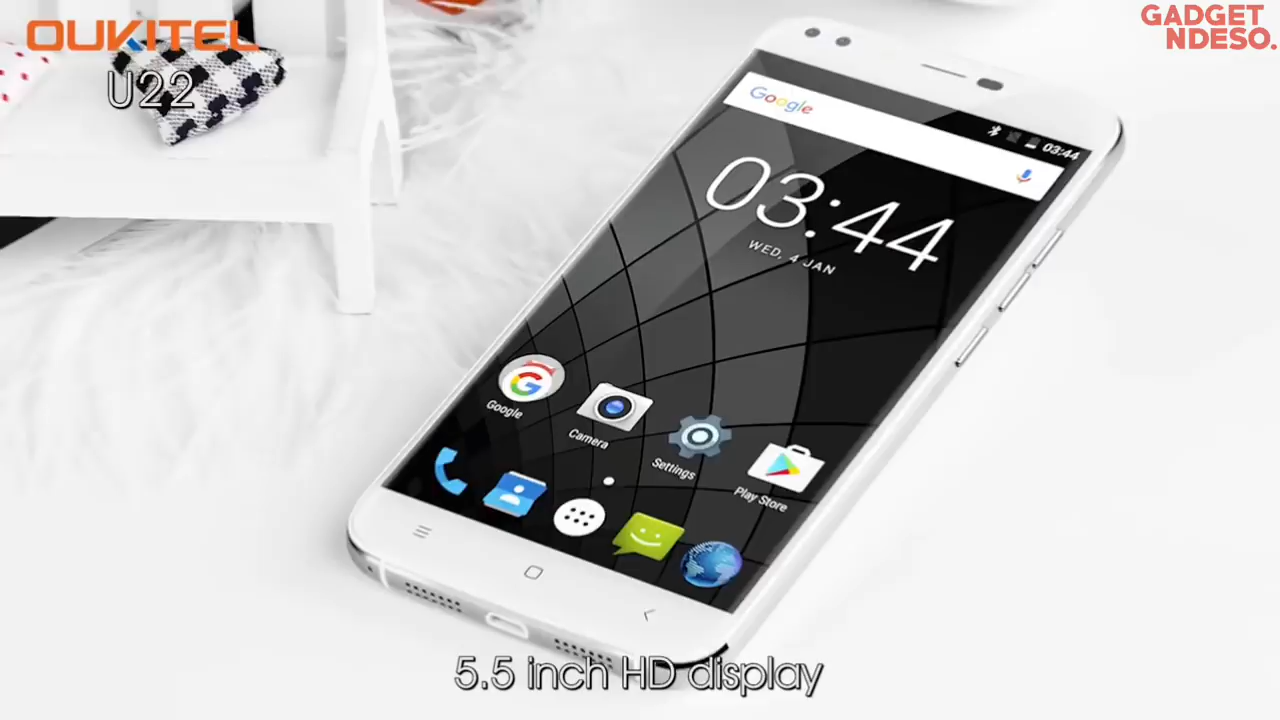 OUKITEL
U22
GADGET
NDESO.
Google
03:44
03:44
WED, 4 JAN
Google
Camera
Settings
Play Store
5.5 inch HD display